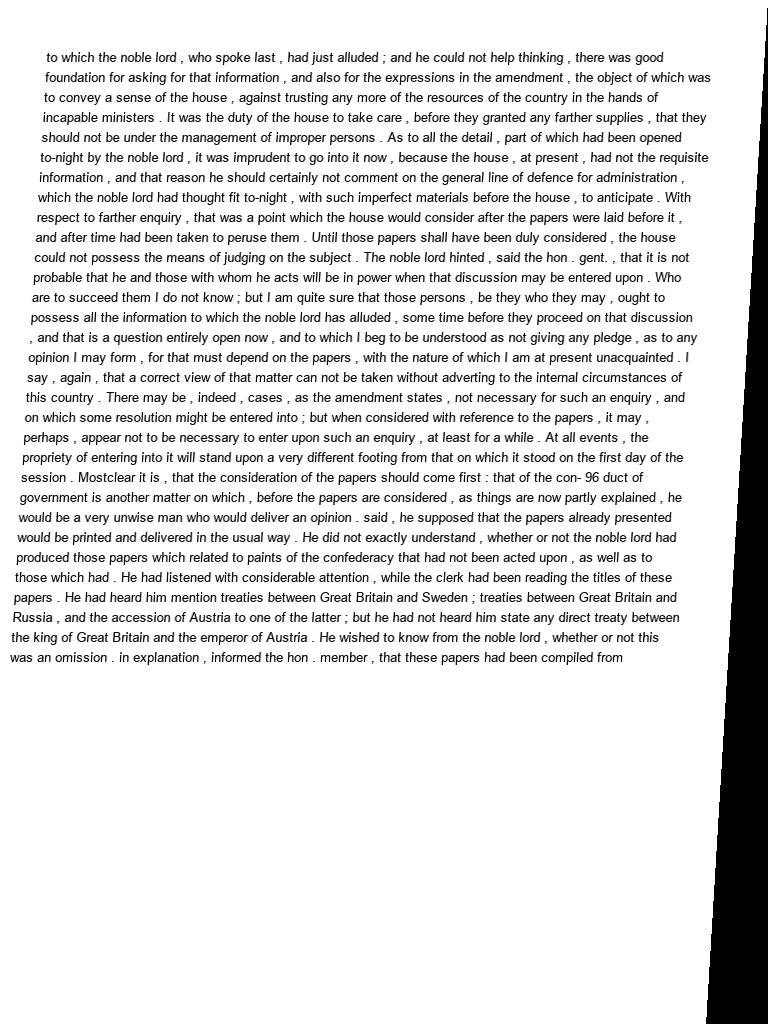 to which the noble lord , who spoke last , had just alluded ; and he could not help thinking , there was good
foundation for asking for that information , and also for the expressions in the amendment , the object of which was
to convey a sense of the house , against trusting any more of the resources of the country in the hands of
incapable ministers . It was the duty of the house to take care , before they granted any farther supplies , that they
should not be under the management of improper persons . As to all the detail , part of which had been opened
to-night by the noble lord , it was imprudent to go into it now , because the house , at present , had not the requisite
information , and that reason he should certainly not comment on the general line of defence for administration ,
which the noble lord had thought fit to-night , with such imperfect materials before the house , to anticipate . With
respect to farther enquiry , that was a point which the house would consider after the papers were laid before it ,
and after time had been taken to peruse them . Until those papers shall have been duly considered , the house
could not possess the means of judging on the subject . The noble lord hinted , said the hon . gent. , that it is not
probable that he and those with whom he acts will be in power when that discussion may be entered upon . Who
are to succeed them I do not know ; but I am quite sure that those persons , be they who they may , ought to
possess all the information to which the noble lord has alluded , some time before they proceed on that discussion
, and that is a question entirely open now , and to which I beg to be understood as not giving any pledge , as to any
opinion I may form , for that must depend on the papers , with the nature of which I am at present unacquainted . I
say , again , that a correct view of that matter can not be taken without adverting to the internal circumstances of
this country . There may be , indeed , cases , as the amendment states , not necessary for such an enquiry , and
on which some resolution might be entered into ; but when considered with reference to the papers , it may ,
perhaps , appear not to be necessary to enter upon such an enquiry , at least for a while . At all events , the
propriety of entering into it will stand upon a very different footing from that on which it stood on the first day of the
session . Mostclear it is , that the consideration of the papers should come first : that of the con- 96 duct of
government is another matter on which , before the papers are considered , as things are now partly explained , he
would be a very unwise man who would deliver an opinion . said , he supposed that the papers already presented
would be printed and delivered in the usual way . He did not exactly understand , whether or not the noble lord had
produced those papers which related to paints of the confederacy that had not been acted upon , as well as to
those which had . He had listened with considerable attention , while the clerk had been reading the titles of these
papers . He had heard him mention treaties between Great Britain and Sweden ; treaties between Great Britain and
Russia , and the accession of Austria to one of the latter ; but he had not heard him state any direct treaty between
the king of Great Britain and the emperor of Austria . He wished to know from the noble lord , whether or not this
was an omission . in explanation , informed the hon . member , that these papers had been compiled from